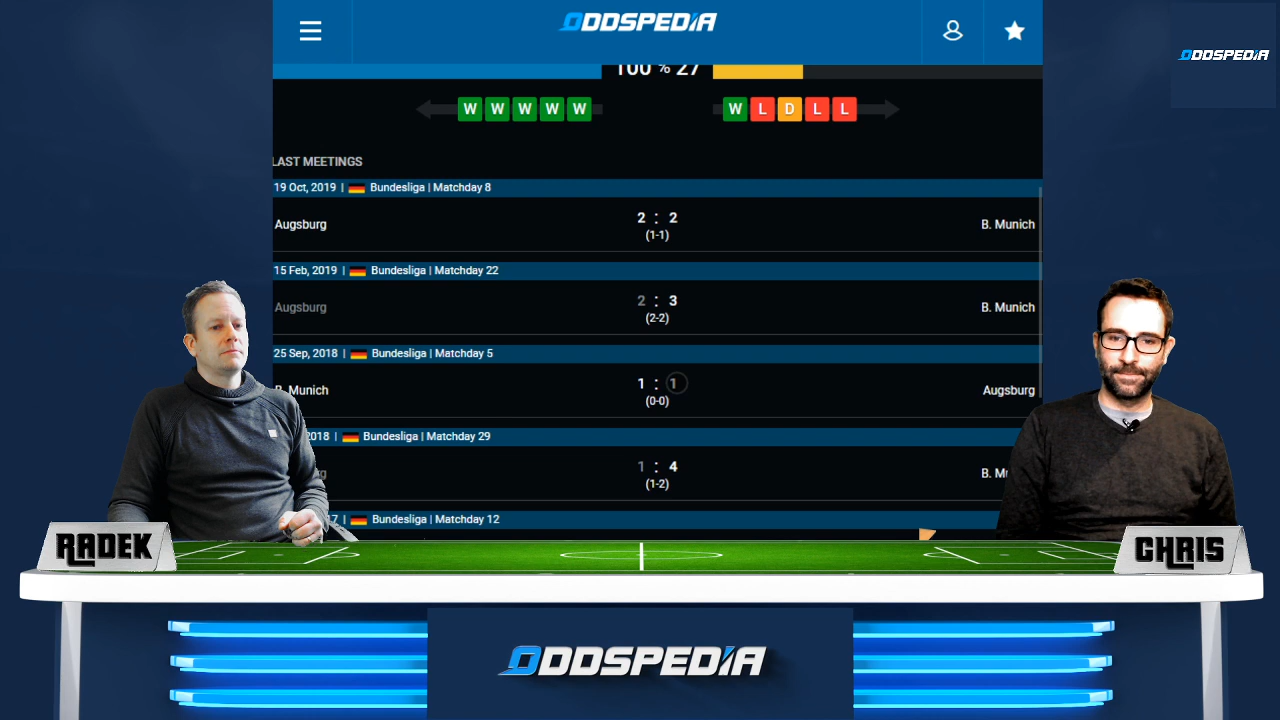 ODDSPEDIA
ODDSPEDIA
100 % 27
W W W W W W L D L L
LAST MEETINGS
19 Oct, 2019 | Bundesliga | Matchday 8
Augsburg 2 : 2 B. Munich
(1-1)
15 Feb, 2019 | Bundesliga | Matchday 22
Augsburg 2 : 3 B. Munich
(2-2)
25 Sep, 2018 | Bundesliga | Matchday 5
B. Munich 1 : 1 Augsburg
(0-0)
2018 | Bundesliga | Matchday 29
1 : 4 B.
(1-2)
| Bundesliga | Matchday 12
RADEK
CHRIS
ODDSPEDIA